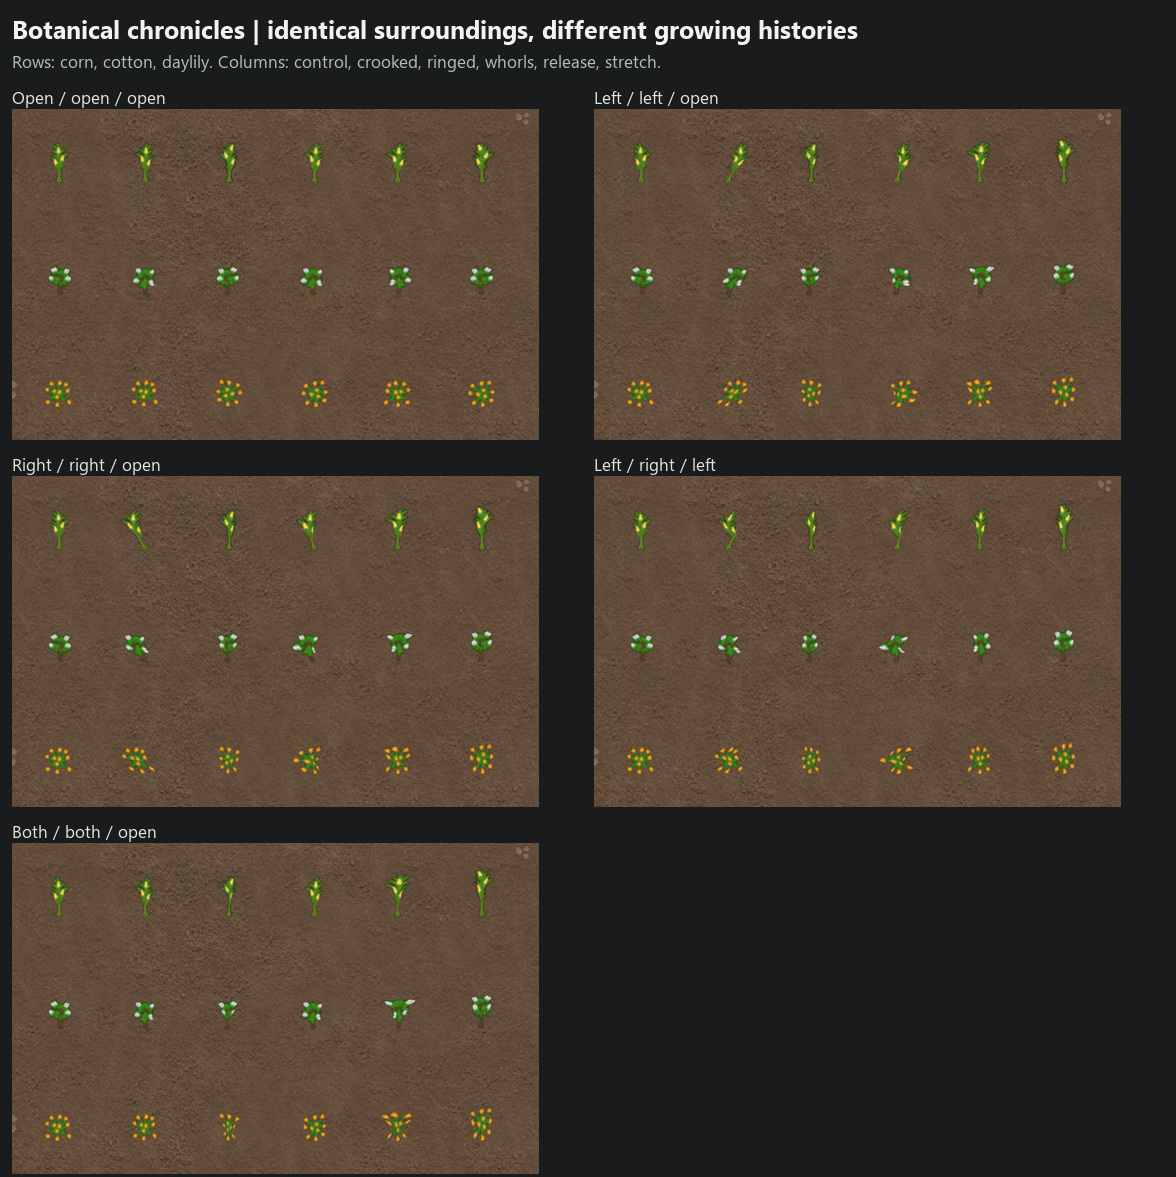 Botanical chronicles | identical surroundings, different growing histories
Rows: corn, cotton, daylily. Columns: control, crooked, ringed, whorls, release, stretch.
Open / open / open
Left / left / open
Right / right / open
Left / right / left
Both / both / open